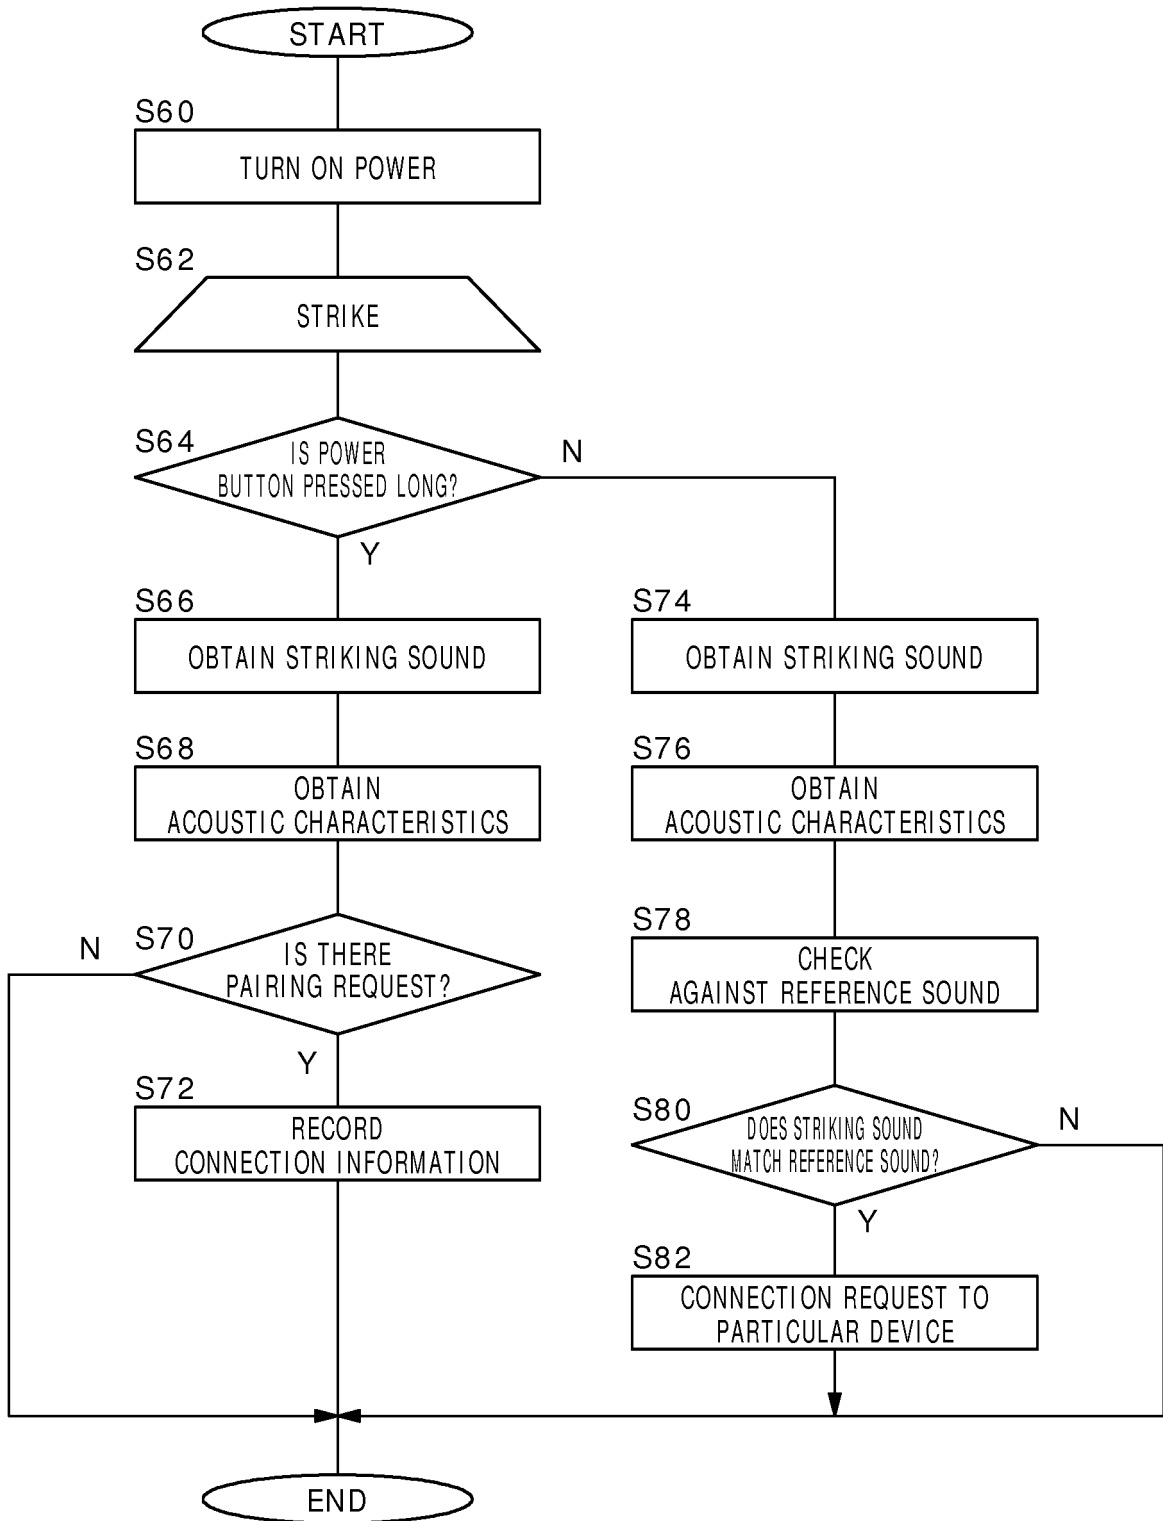 START
S60
TURN ON POWER
S62
STRIKE
S64
IS POWER
BUTTON PRESSED LONG?
N
Y
S66
OBTAIN STRIKING SOUND
S68
OBTAIN
ACOUSTIC CHARACTERISTICS
S70
IS THERE
PAIRING REQUEST?
N
Y
S72
RECORD
CONNECTION INFORMATION
S74
OBTAIN STRIKING SOUND
S76
OBTAIN
ACOUSTIC CHARACTERISTICS
S78
CHECK
AGAINST REFERENCE SOUND
S80
DOES STRIKING SOUND
MATCH REFERENCE SOUND?
N
Y
S82
CONNECTION REQUEST TO
PARTICULAR DEVICE
END